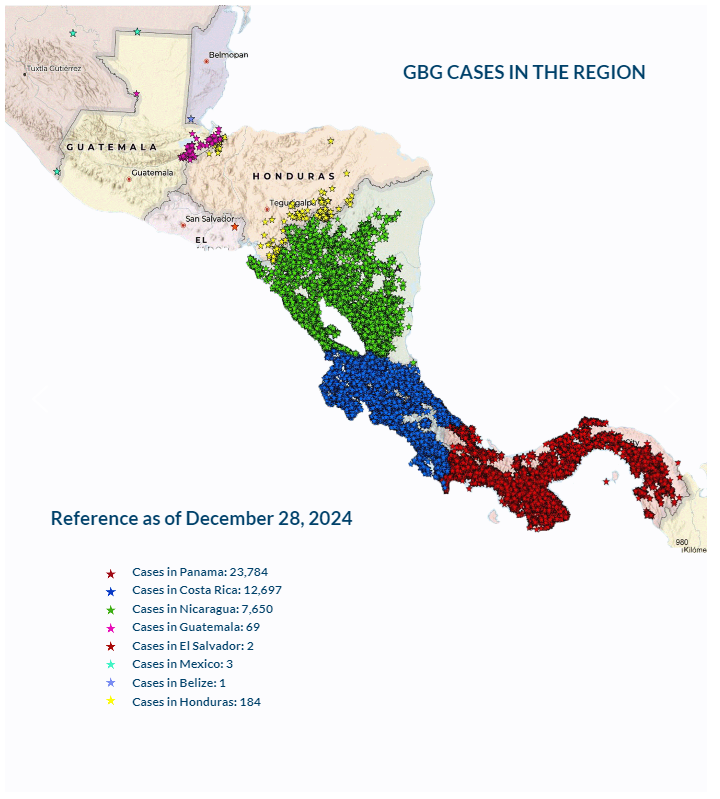 Belmopan
GBG CASES IN THE REGION
Tuxtla Gutiérrez
GUATEMALA
Guatemala
HONDURAS
Tegucigalpa
San Salvador
EL
City
Reference as of December 28, 2024
980
Cases in Panama: 23,784
Cases in Costa Rica: 12,697
Cases in Nicaragua: 7,650
Cases in Guatemala: 69
Cases in El Salvador: 2
Cases in Mexico: 3
Cases in Belize: 1
Cases in Honduras: 184